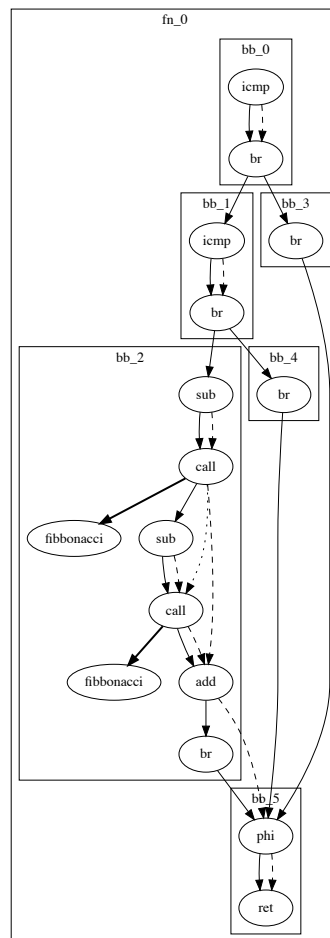 fn_0
bb_0
icmp
br
bb_1
bb_3
icmp
br
br
bb_2
bb_4
sub
br
call
fibbonacci
sub
call
fibbonacci
add
br
bb_5
phi
ret